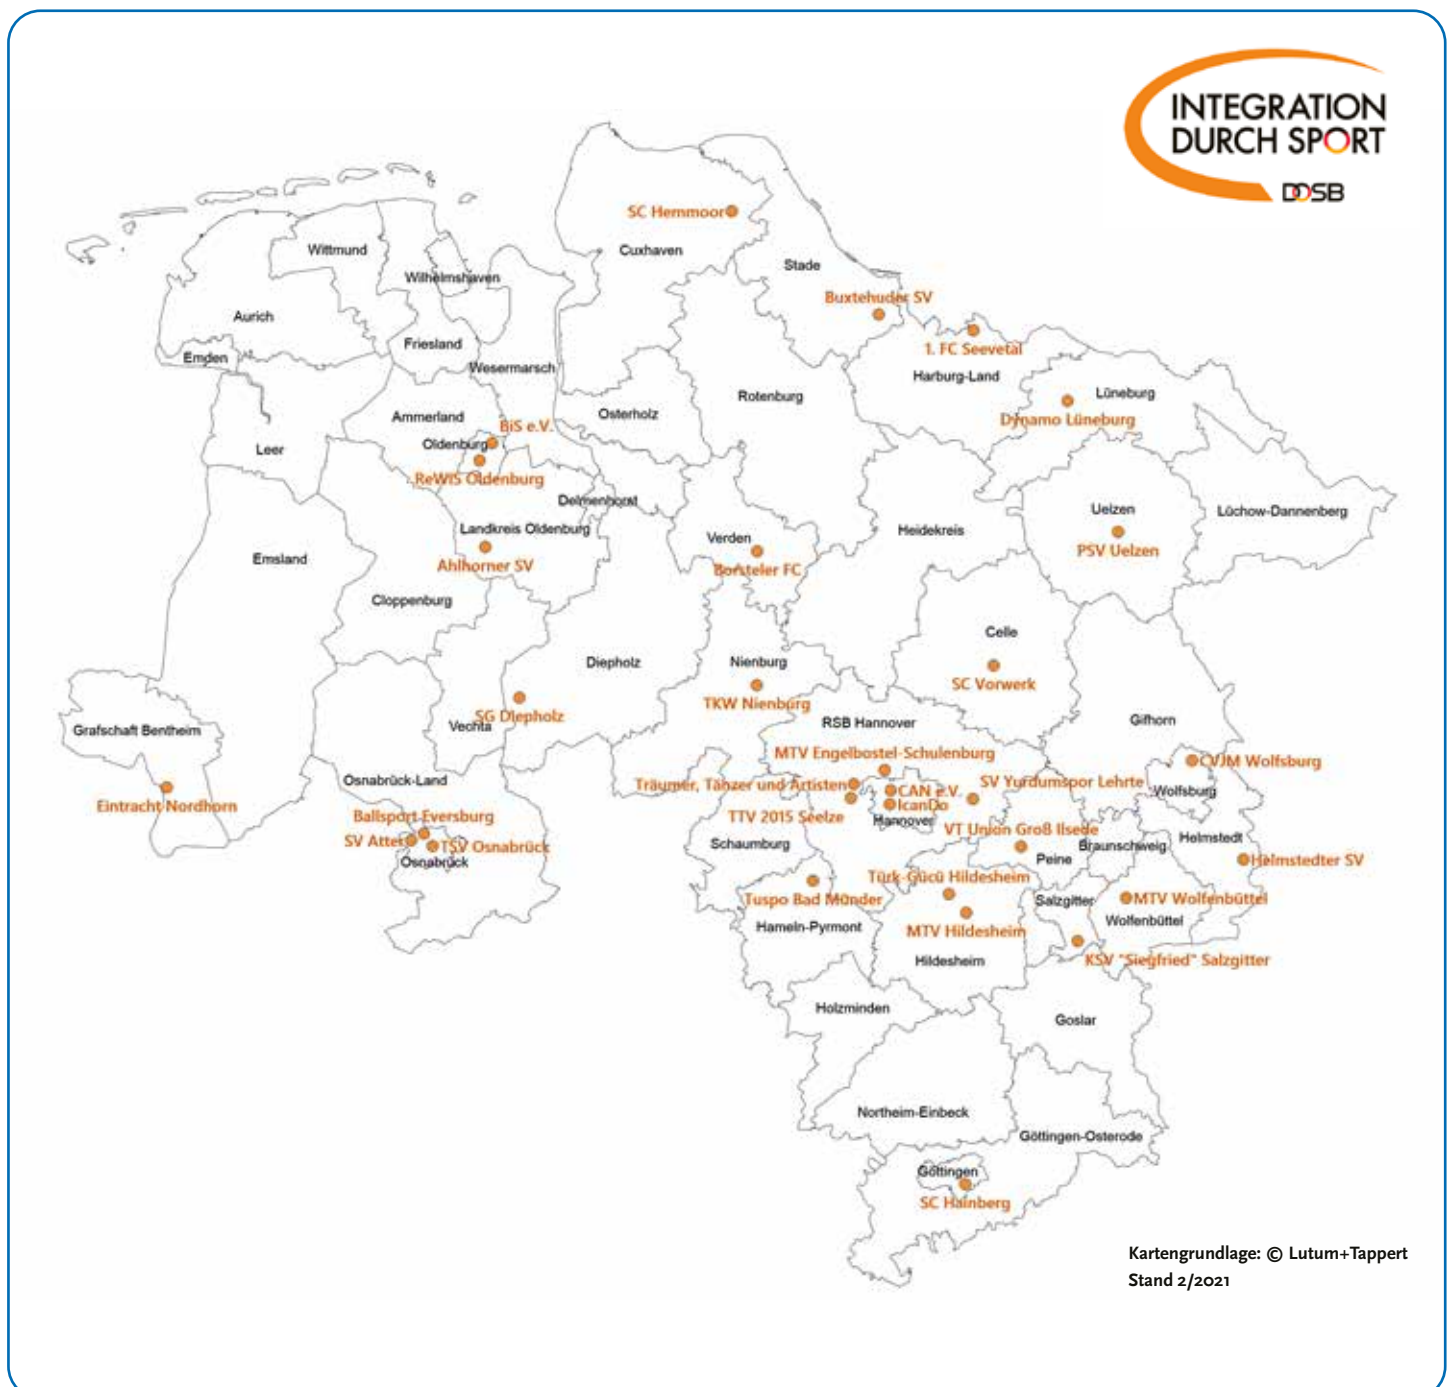 INTEGRATION
DURCH SPORT
DOSB
SC Hemmoor
Cuxhaven
Wittmund
Stade
Wilhelmshaven
Buxtehuder SV
Aurich
Friesland
1. FC Seevetal
Emden
Wesermarsch
Harburg-Land
Rotenburg
Lüneburg
Ammerland
Osterholz
Dynamo Lüneburg
BiS e.V.
Oldenburg
Leer
ReWIS Oldenburg
Delmenhorst
Uelzen
Lüchow-Dannenberg
Landkreis Oldenburg
Heidekreis
Verden
PSV Uelzen
Emsland
Ahlhorner SV
Borsteler FC
Cloppenburg
Celle
Diepholz
Nienburg
SC Vorwerk
TKW Nienburg
SG Diepholz
Vechta
RSB Hannover
Gifhorn
Grafschaft Bentheim
MTV Engelbostel-Schulenburg
CVJM Wolfsburg
Osnabrück-Land
Träumer, Tänzer und Artisten
SV Yurdumspor Lehrte
CAN e.V.
Wolfsburg
Eintracht Nordhorn
IcanDo
Ballsport Eversburg
TTV 2015 Seelze
Hannover
VT Union Groß Ilsede
SV Atter
TSV Osnabrück
Schaumburg
Helmstedt
Braunschweig
Osnabrück
Peine
Helmstedter SV
Türk-Gücü Hildesheim
Tuspo Bad Münder
Salzgitter
MTV Wolfenbüttel
Hameln-Pyrmont
MTV Hildesheim
Wolfenbüttel
Hildesheim
KSV "Siegfried" Salzgitter
Holzminden
Goslar
Northeim-Einbeck
Göttingen-Osterode
Göttingen
SC Hainberg
Kartengrundlage: © Lutum+Tappert
Stand 2/2021